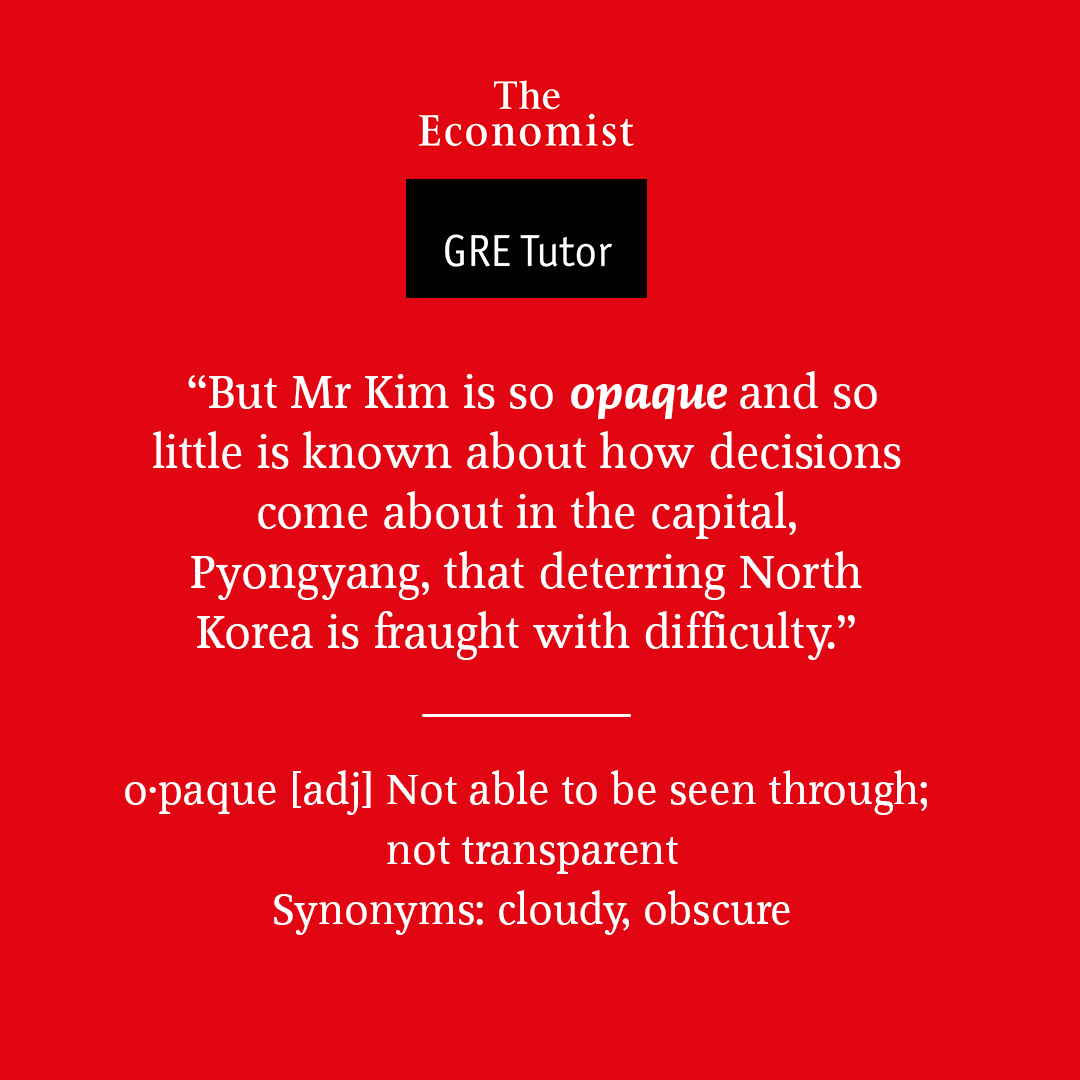 The
Economist
GRE Tutor
“But Mr Kim is so opaque and so
little is known about how decisions
come about in the capital,
Pyongyang, that deterring North
Korea is fraught with difficulty.”
o·paque [adj] Not able to be seen through;
not transparent
Synonyms: cloudy, obscure